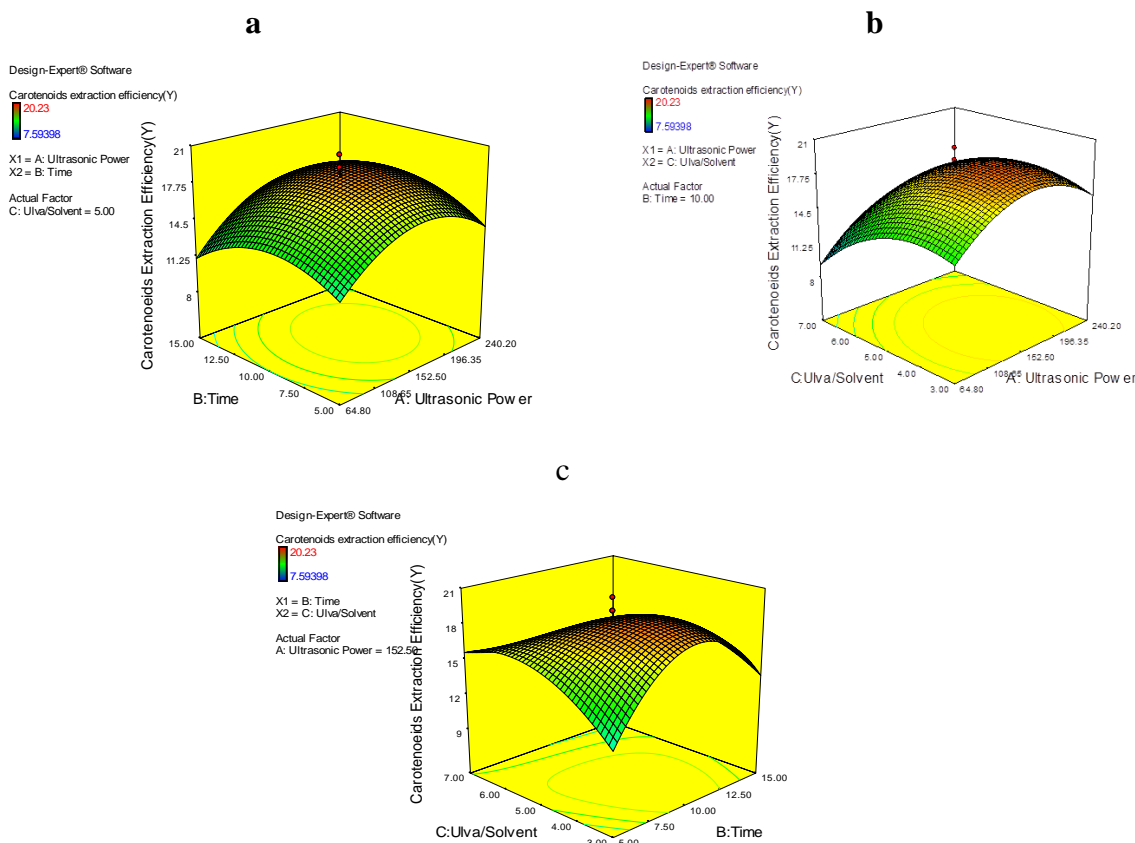 a
Design-Expert® Software
Carotenoids extraction efficiency(Y)
20.23
7.59398
X1 = A: Ultrasonic Power
X2 = B: Time
Actual Factor
C: Ulva/Solvent = 5.00
Carotenoeids Extraction Efficiency(Y)
21
17.75
14.5
11.25
8
15.00
12.50
10.00
7.50
5.00
64.80
108.65
152.50
196.35
240.20
B:Time
A: Ultrasonic Power
b
Design-Expert® Software
Carotenoids extraction efficiency(Y)
20.23
7.59398
X1 = A: Ultrasonic Power
X2 = C: Ulva/Solvent
Actual Factor
B: Time = 10.00
Carotenoeids Extraction Efficiency(Y)
21
17.75
14.5
11.25
8
7.00
6.00
5.00
4.00
3.00
64.80
108.65
152.50
196.35
240.20
C:Ulva/Solvent
A: Ultrasonic Power
c
Design-Expert® Software
Carotenoids extraction efficiency(Y)
20.23
7.59398
X1 = B: Time
X2 = C: Ulva/Solvent
Actual Factor
A: Ultrasonic Power = 152.50
Carotenoeids Extraction Efficiency(Y)
21
18
15
12
9
7.00
6.00
5.00
4.00
3.00
5.00
7.50
10.00
12.50
15.00
C:Ulva/Solvent
B:Time